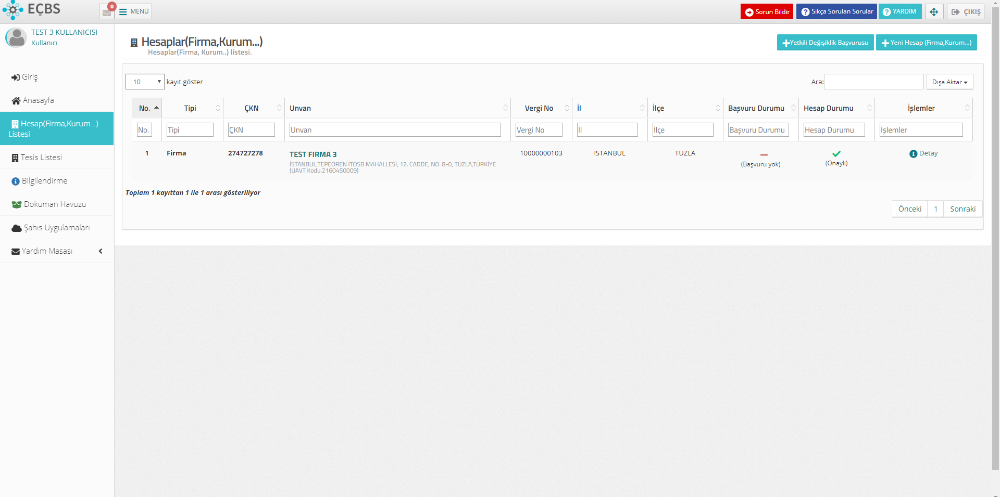 EÇBS
0
MENÜ
Sorun Bildir
Sıkça Sorulan Sorular
YARDIM
ÇIKIŞ
TEST 3 KULLANICISI
Kullanıcı
Giriş
Anasayfa
Hesap(Firma,Kurum...)
Listesi
Tesis Listesi
Bilgilendirme
Doküman Havuzu
Şahıs Uygulamaları
Yardım Masası
Hesaplar(Firma,Kurum...)
Hesaplar(Firma, Kurum..) listesi.
Yetkili Değişiklik Başvurusu
Yeni Hesap (Firma,Kurum...)
10 kayıt göster
Ara:
Dışa Aktar
No. Tipi ÇKN Unvan Vergi No İl İlçe Başvuru Durumu Hesap Durumu İşlemler
No. Tipi ÇKN Unvan Vergi No İl İlçe Başvuru Durumu Hesap Durumu İşlemler
1 Firma 274727278 TEST FIRMA 3 10000000103 İSTANBUL TUZLA Detay
İSTANBUL,TEPEÖREN İTOSB MAHALLESİ, 12. CADDE, NO: 8-0, TUZLA,TÜRKİYE
(UAVT Kodu:2160450009)
(Başvuru yok)
(Onaylı)
Toplam 1 kayıttan 1 ile 1 arası gösteriliyor
Önceki 1 Sonraki